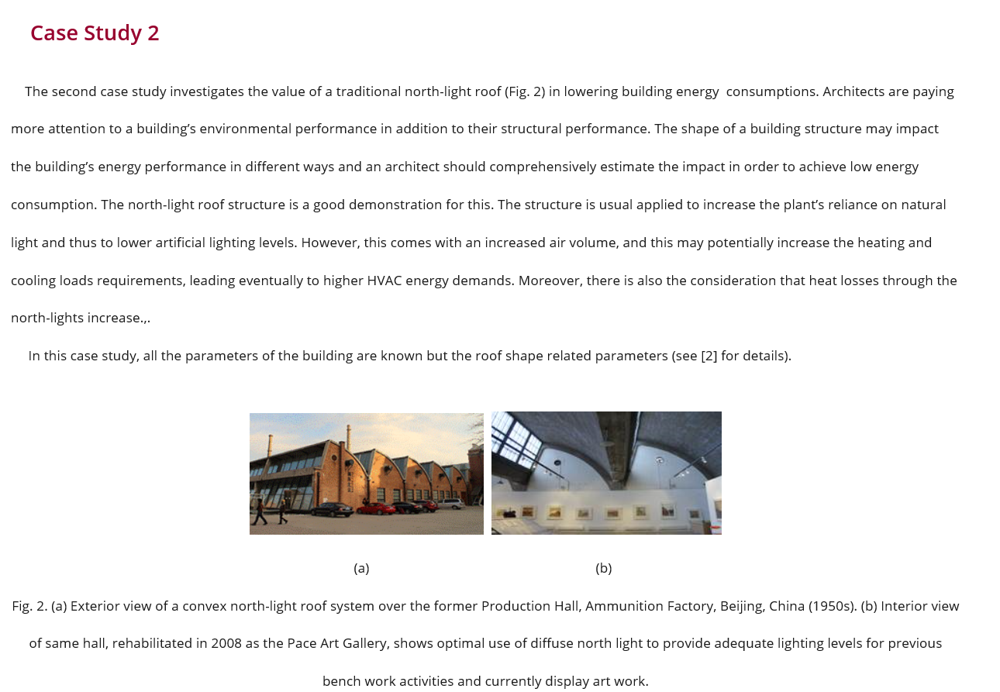 Case Study 2
The second case study investigates the value of a traditional north-light roof (Fig. 2) in lowering building energy  consumptions. Architects are paying
more attention to a building’s environmental performance in addition to their structural performance. The shape of a building structure may impact
the building’s energy performance in different ways and an architect should comprehensively estimate the impact in order to achieve low energy
consumption. The north-light roof structure is a good demonstration for this. The structure is usual applied to increase the plant’s reliance on natural
light and thus to lower artificial lighting levels. However, this comes with an increased air volume, and this may potentially increase the heating and
cooling loads requirements, leading eventually to higher HVAC energy demands. Moreover, there is also the consideration that heat losses through the
north-lights increase.,.
In this case study, all the parameters of the building are known but the roof shape related parameters (see [2] for details).
(a) (b)
Fig. 2. (a) Exterior view of a convex north-light roof system over the former Production Hall, Ammunition Factory, Beijing, China (1950s). (b) Interior view
of same hall, rehabilitated in 2008 as the Pace Art Gallery, shows optimal use of diffuse north light to provide adequate lighting levels for previous
bench work activities and currently display art work.